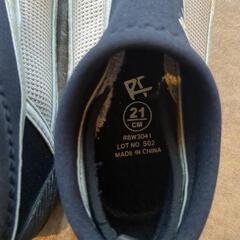 21
CM
RBW3041
LOT NO S02
MADE IN CHINA